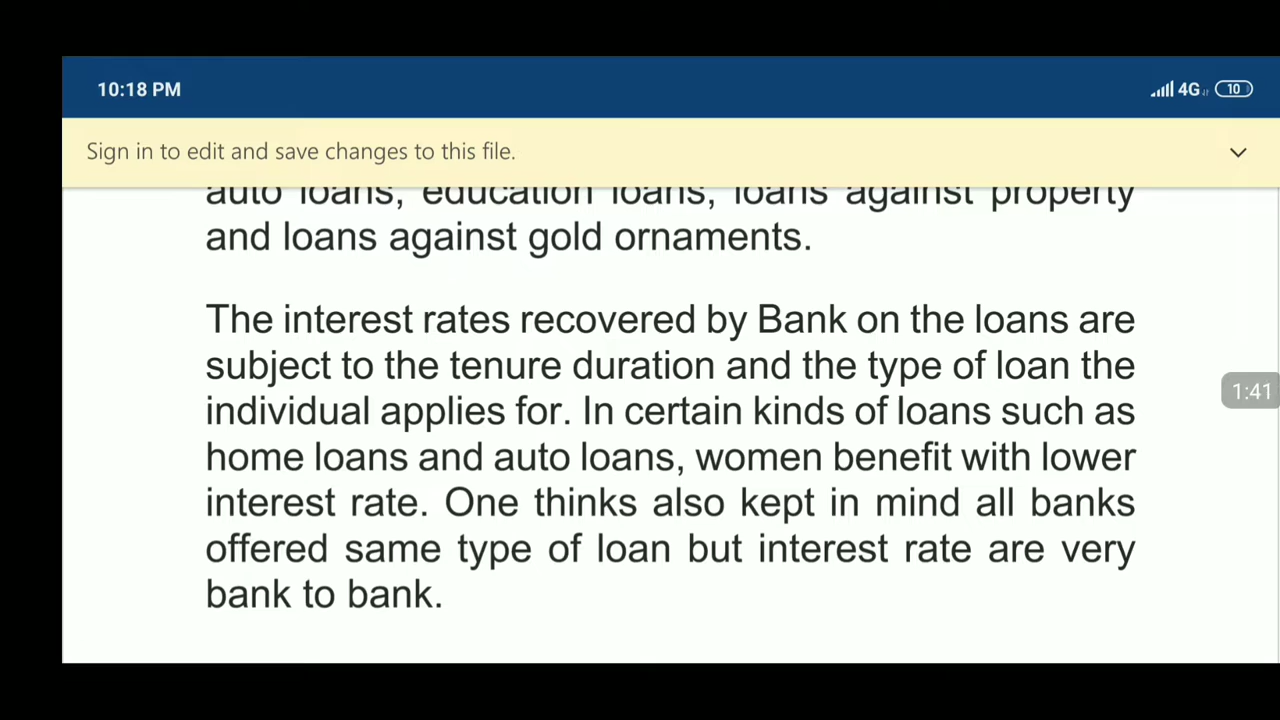 10:18 PM
4G
10
Sign in to edit and save changes to this file.
auto loans, education loans, loans against property
and loans against gold ornaments.
The interest rates recovered by Bank on the loans are
subject to the tenure duration and the type of loan the
individual applies for. In certain kinds of loans such as
home loans and auto loans, women benefit with lower
interest rate. One thinks also kept in mind all banks
offered same type of loan but interest rate are very
bank to bank.
1:41